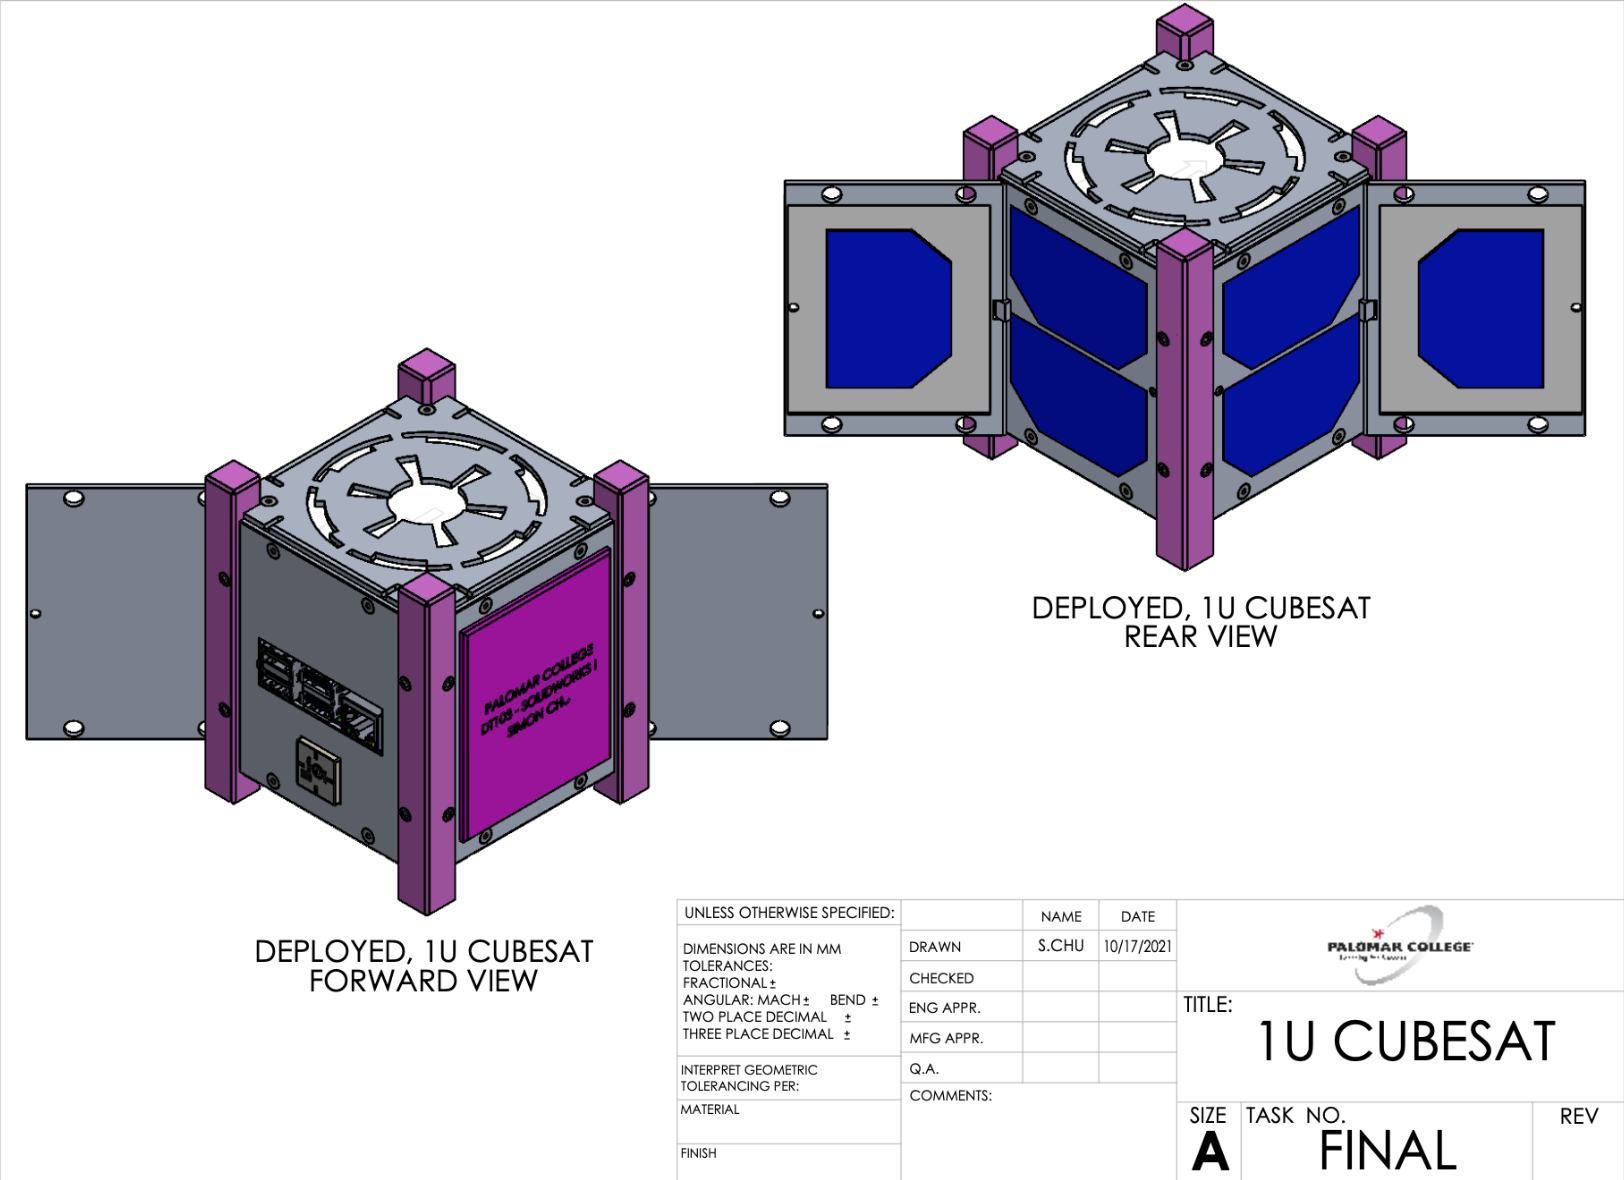 DEPLOYED, 1U CUBESAT
REAR VIEW
PALOMAR COLLEGE
DT103 - SOLIDWORKS I
SIMON
DEPLOYED, 1U CUBESAT
FORWARD VIEW
UNLESS OTHERWISE SPECIFIED:
DIMENSIONS ARE IN MM
TOLERANCES:
FRACTIONAL ±
ANGULAR: MACH ± BEND ±
TWO PLACE DECIMAL ±
THREE PLACE DECIMAL ±
INTERPRET GEOMETRIC
TOLERANCING PER:
MATERIAL
FINISH
NAME DATE
DRAWN S.CHU 10/17/2021
CHECKED
ENG APPR.
MFG APPR.
Q.A.
COMMENTS:
PALOMAR COLLEGE
Learning for Success
TITLE:
1U CUBESAT
SIZE
A
TASK NO.
FINAL
REV